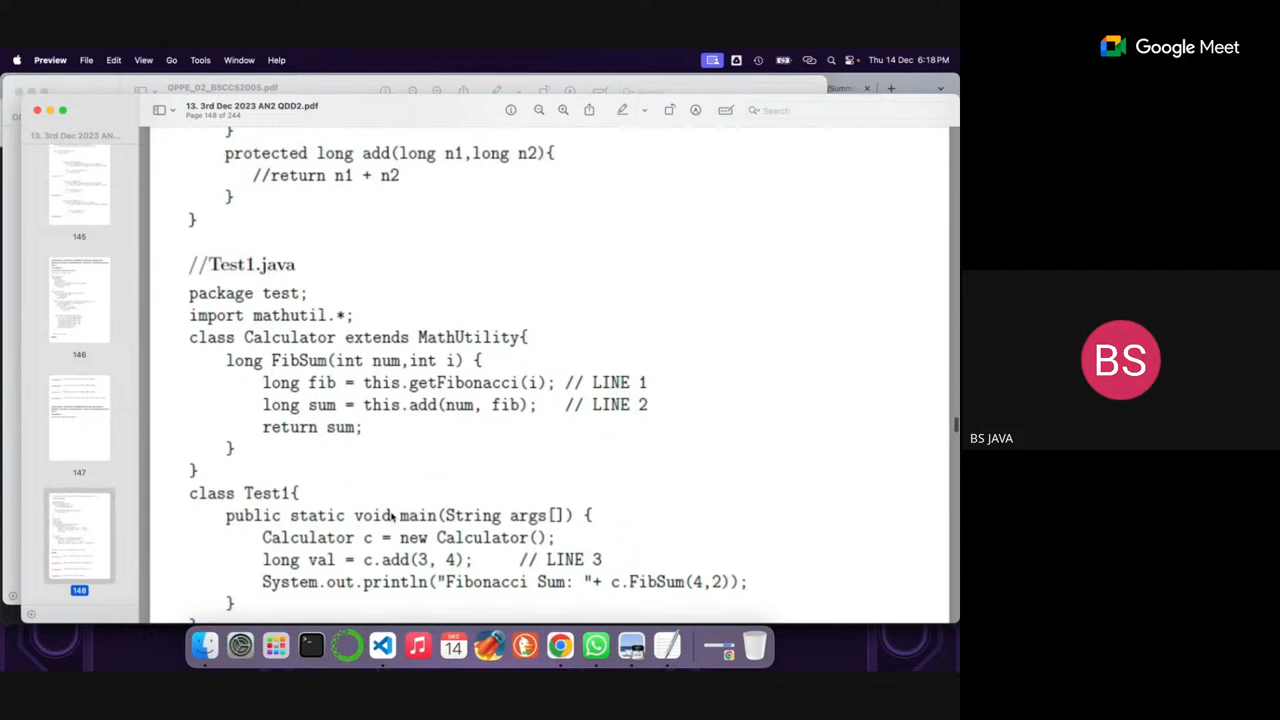 Google Meet
Preview File Edit View Go Tools Window Help
Thu 14 Dec 6:18 PM
OPPE_02_BSCCS2005.pdf
13. 3rd Dec 2023 AN2 QDD2.pdf
Page 148 of 244
Search
13. 3rd Dec 2023 AN...
145
146
147
148
}
protected long add(long n1,long n2){
//return n1 + n2
}
}
//Test1.java
package test;
import mathutil.*;
class Calculator extends MathUtility{
long FibSum(int num,int i) {
long fib = this.getFibonacci(i); // LINE 1
long sum = this.add(num, fib); // LINE 2
return sum;
}
}
class Test1{
public static void main(String args[]) {
Calculator c = new Calculator();
long val = c.add(3, 4); // LINE 3
System.out.println("Fibonacci Sum: "+ c.FibSum(4,2));
}
DEC
14
BS
BS JAVA